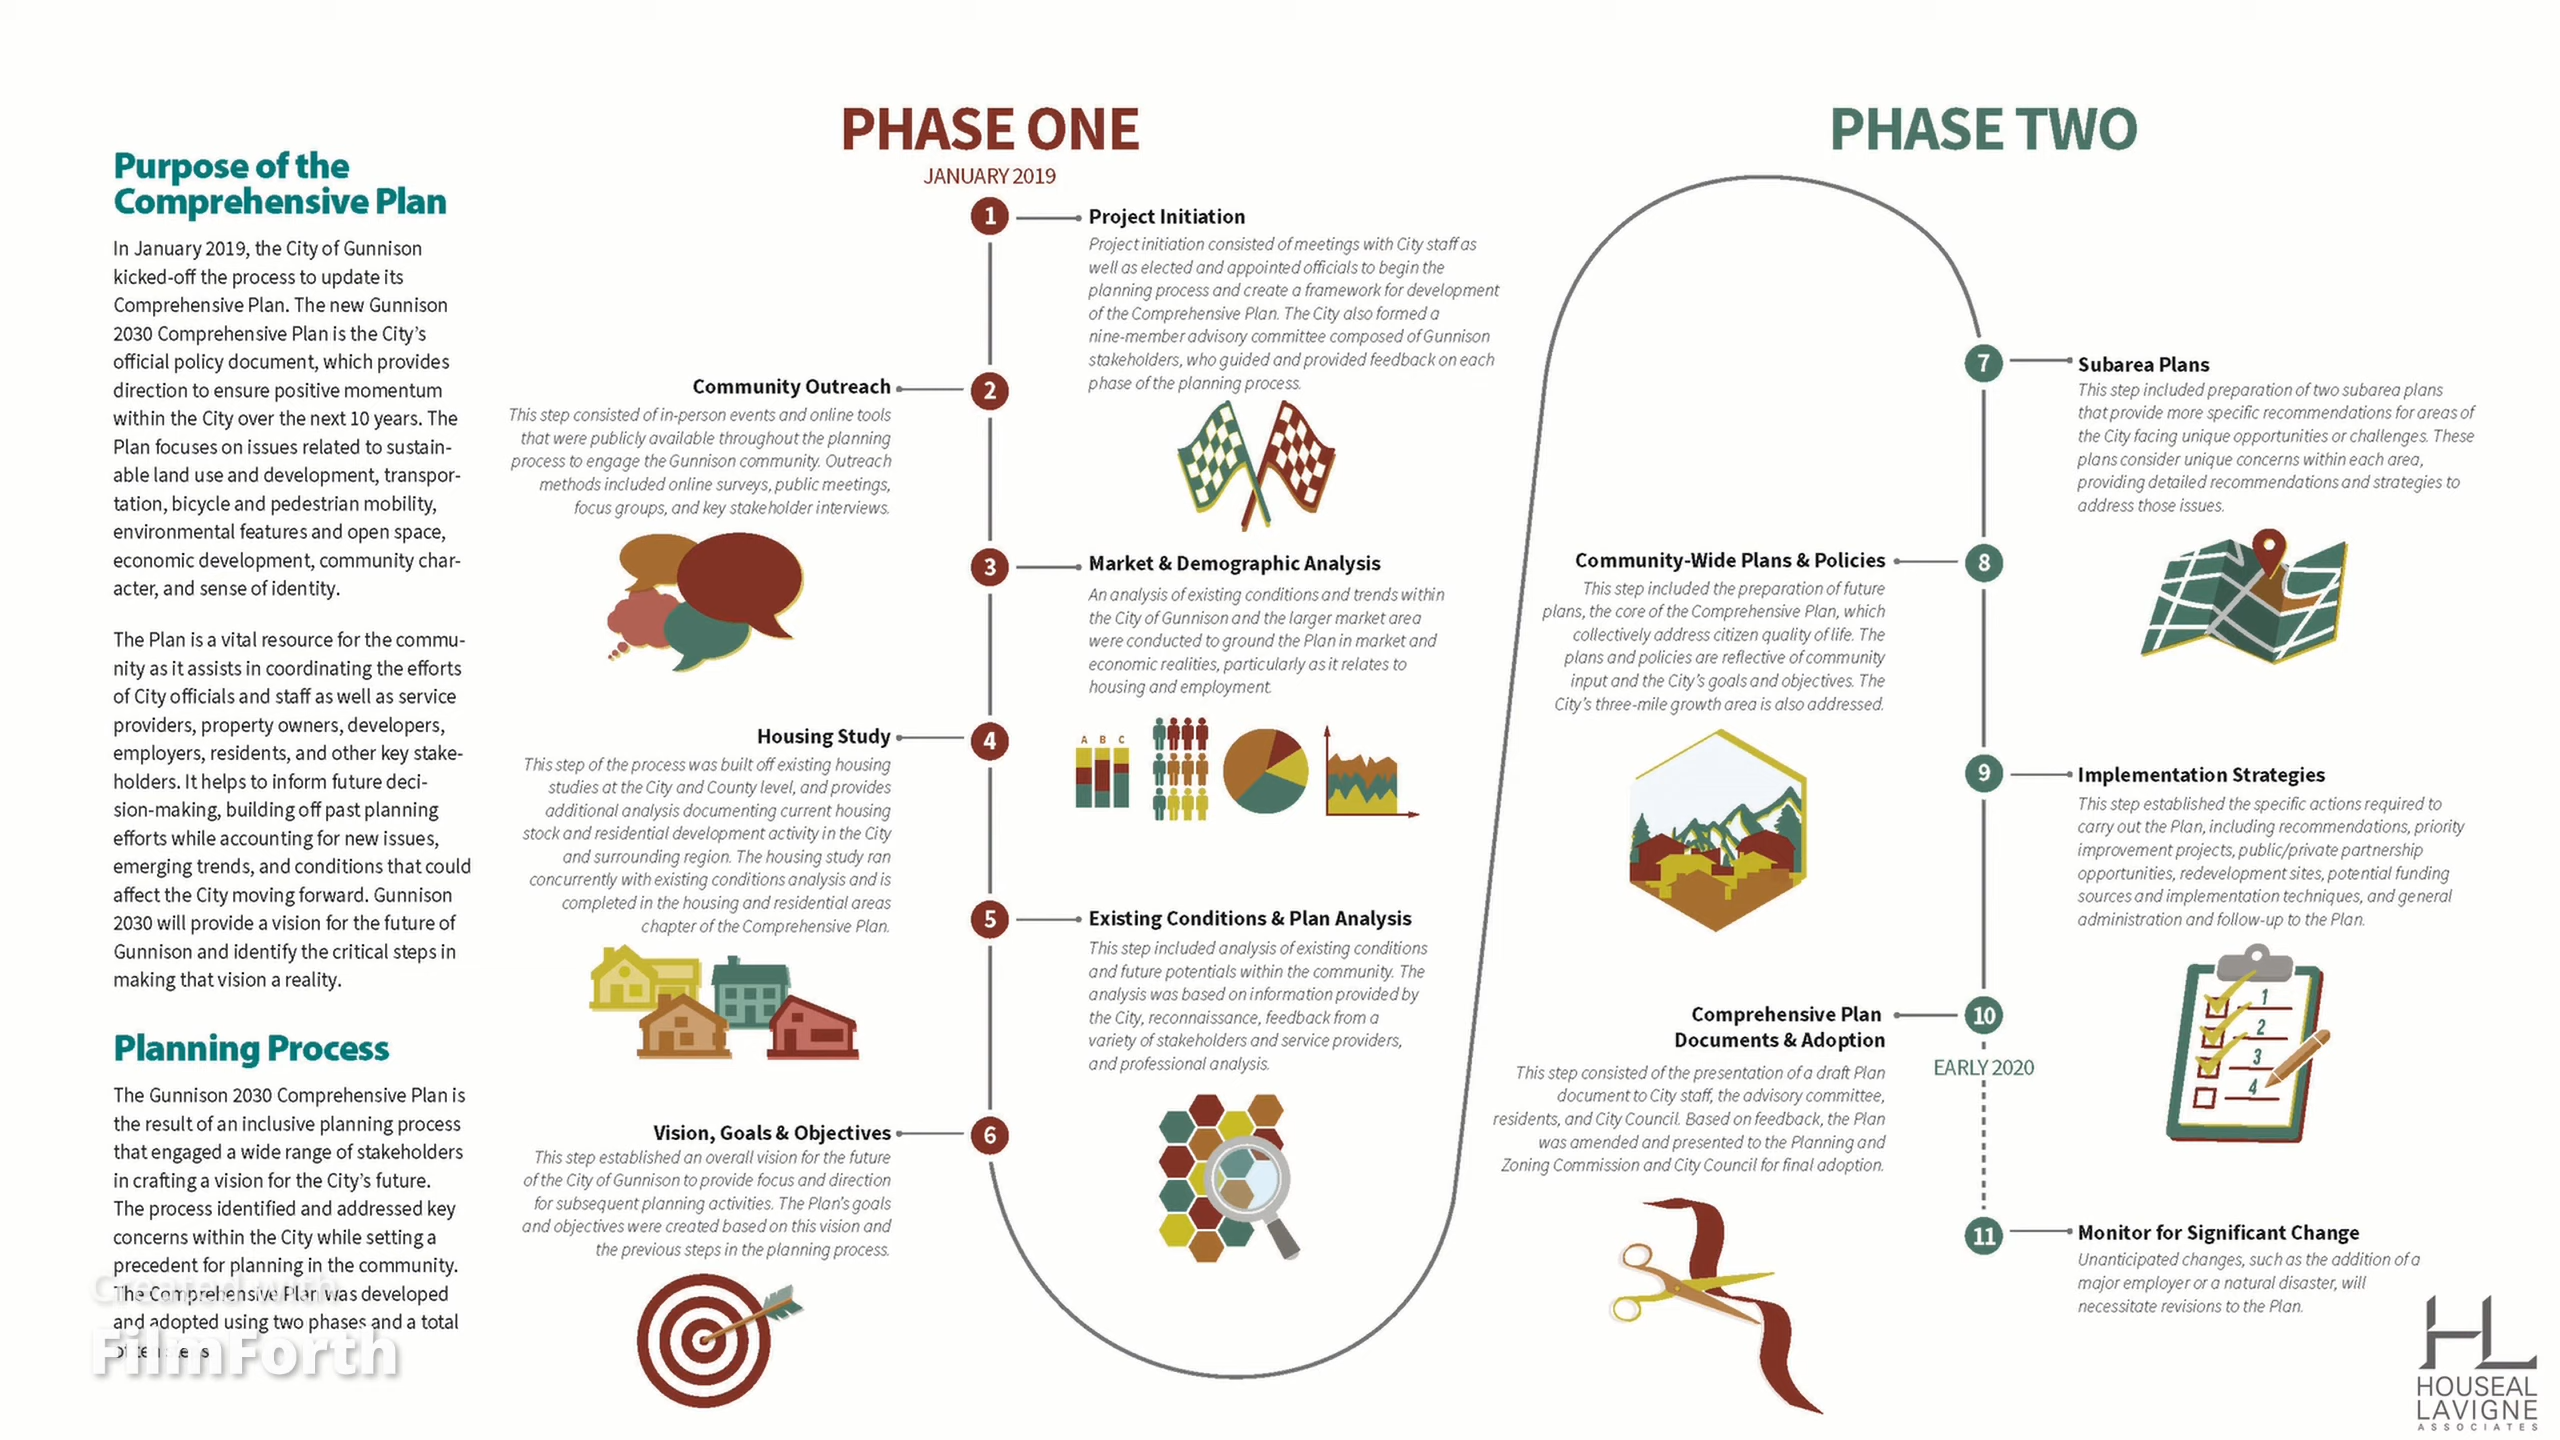 Purpose of the
Comprehensive Plan
In January 2019, the City of Gunnison
kicked-off the process to update its
Comprehensive Plan. The new Gunnison
2030 Comprehensive Plan is the City's
official policy document, which provides
direction to ensure positive momentum
within the City over the next 10 years. The
Plan focuses on issues related to sustain-
able land use and development, transpor-
tation, bicycle and pedestrian mobility,
environmental features and open space,
economic development, community char-
acter, and sense of identity.
The Plan is a vital resource for the commu-
nity as it assists in coordinating the efforts
of City officials and staff as well as service
providers, property owners, developers,
employers, residents, and other key stake-
holders. It helps to inform future deci-
sion-making, building off past planning
efforts while accounting for new issues,
emerging trends, and conditions that could
affect the City moving forward. Gunnison
2030 will provide a vision for the future of
Gunnison and identify the critical steps in
making that vision a reality.
Planning Process
The Gunnison 2030 Comprehensive Plan is
the result of an inclusive planning process
that engaged a wide range of stakeholders
in crafting a vision for the City's future.
The process identified and addressed key
concerns within the City while setting a
precedent for planning in the community.
The Comprehensive Plan was developed
and adopted using two phases and a total
Created with
FilmForth
PHASE ONE
JANUARY 2019
1
Project Initiation
Project initiation consisted of meetings with City staff as
well as elected and appointed officials to begin the
planning process and create a framework for development
of the Comprehensive Plan. The City also formed a
nine-member advisory committee composed of Gunnison
stakeholders, who guided and provided feedback on each
phase of the planning process.
2
Community Outreach
This step consisted of in-person events and online tools
that were publicly available throughout the planning
process to engage the Gunnison community. Outreach
methods included online surveys, public meetings,
focus groups, and key stakeholder interviews.
3
Market & Demographic Analysis
An analysis of existing conditions and trends within
the City of Gunnison and the larger market area
were conducted to ground the Plan in market and
economic realities, particularly as it relates to
housing and employment.
A B C
4
Housing Study
This step of the process was built off existing housing
studies at the City and County level, and provides
additional analysis documenting current housing
stock and residential development activity in the City
and surrounding region. The housing study ran
concurrently with existing conditions analysis and is
completed in the housing and residential areas
chapter of the Comprehensive Plan.
5
Existing Conditions & Plan Analysis
This step included analysis of existing conditions
and future potentials within the community. The
analysis was based on information provided by
the City, reconnaissance, feedback from a
variety of stakeholders and service providers,
and professional analysis.
6
Vision, Goals & Objectives
This step established an overall vision for the future
of the City of Gunnison to provide focus and direction
for subsequent planning activities. The Plan's goals
and objectives were created based on this vision and
the previous steps in the planning process.
PHASE TWO
7
Subarea Plans
This step included preparation of two subarea plans
that provide more specific recommendations for areas of
the City facing unique opportunities or challenges. These
plans consider unique concerns within each area,
providing detailed recommendations and strategies to
address those issues.
8
Community-Wide Plans & Policies
This step included the preparation of future
plans, the core of the Comprehensive Plan, which
collectively address citizen quality of life. The
plans and policies are reflective of community
input and the City's goals and objectives. The
City's three-mile growth area is also addressed.
9
Implementation Strategies
This step established the specific actions required to
carry out the Plan, including recommendations, priority
improvement projects, public/private partnership
opportunities, redevelopment sites, potential funding
sources and implementation techniques, and general
administration and follow-up to the Plan.
1
2
3
4
10
Comprehensive Plan
Documents & Adoption
EARLY 2020
This step consisted of the presentation of a draft Plan
document to City staff, the advisory committee,
residents, and City Council. Based on feedback, the Plan
was amended and presented to the Planning and
Zoning Commission and City Council for final adoption.
11
Monitor for Significant Change
Unanticipated changes, such as the addition of a
major employer or a natural disaster, will
necessitate revisions to the Plan.
HL
HOUSEAL
LAVIGNE
ASSOCIATES